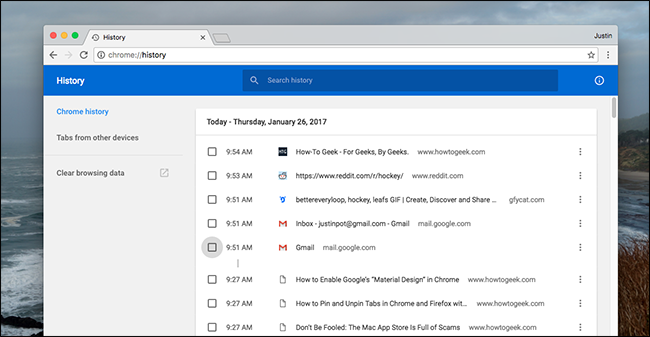 History
Justin
chrome://history
History
Search history
Chrome history
Tabs from other devices
Clear browsing data
Today - Thursday, January 26, 2017
9:54 AM HTG How-To Geek - For Geeks, By Geeks. www.howtogeek.com
9:53 AM https://www.reddit.com/r/hockey/ www.reddit.com
9:51 AM bettereveryloop, hockey, leafs GIF | Create, Discover and Share ... gfycat.com
9:51 AM Inbox - justinpot@gmail.com - Gmail mail.google.com
9:51 AM Gmail mail.google.com
9:27 AM How to Enable Google's “Material Design” in Chrome www.howtogeek.com
9:27 AM How to Pin and Unpin Tabs in Chrome and Firefox wit... www.howtogeek.com
9:27 AM Don't Be Fooled: The Mac App Store Is Full of Scams www.howtogeek.com